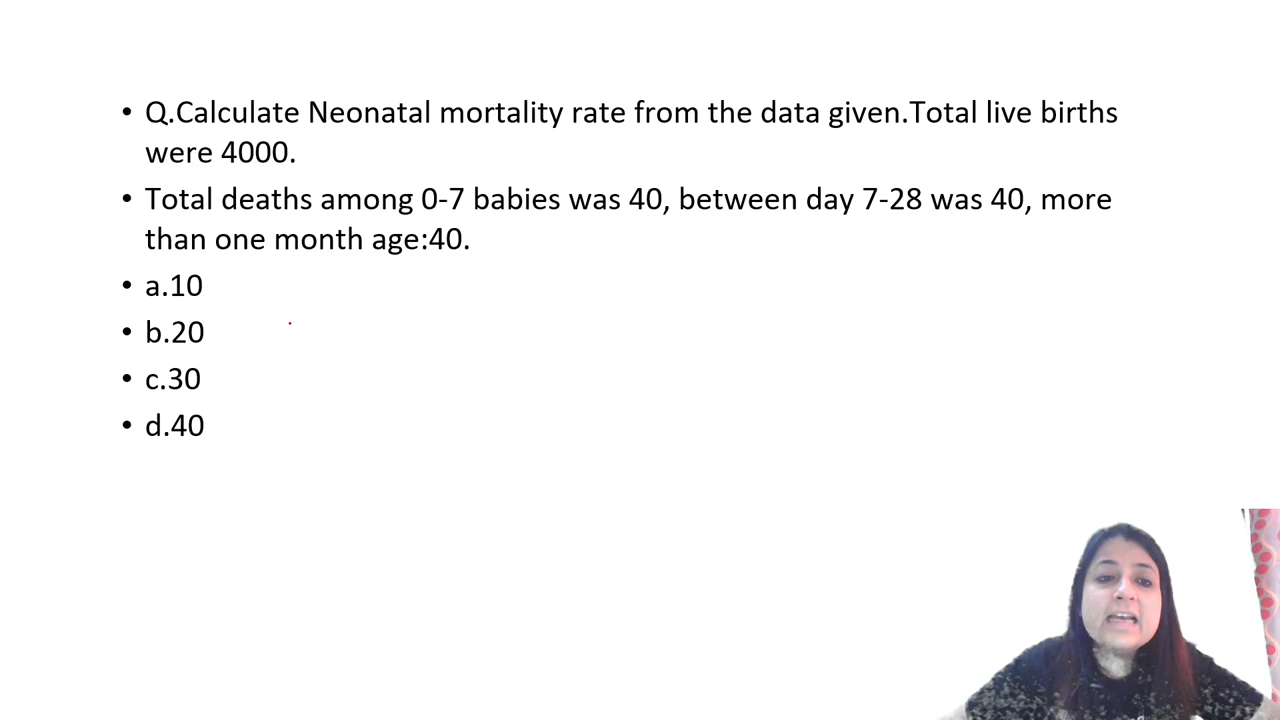 • Q.Calculate Neonatal mortality rate from the data given.Total live births
were 4000.
• Total deaths among 0-7 babies was 40, between day 7-28 was 40, more
than one month age:40.
• a.10
• b.20
• c.30
• d.40